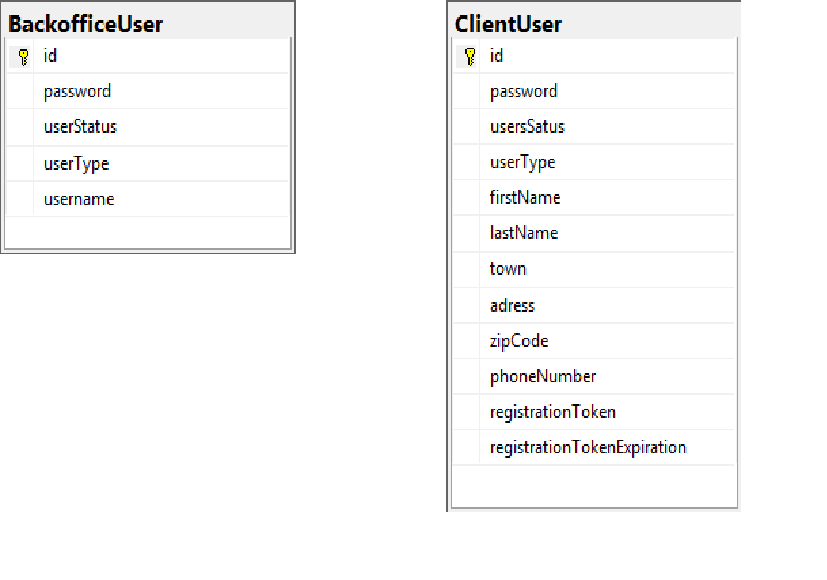 BackofficeUser
id
password
userStatus
userType
username
ClientUser
id
password
usersSatus
userType
firstName
lastName
town
adress
zipCode
phoneNumber
registrationToken
registrationTokenExpiration